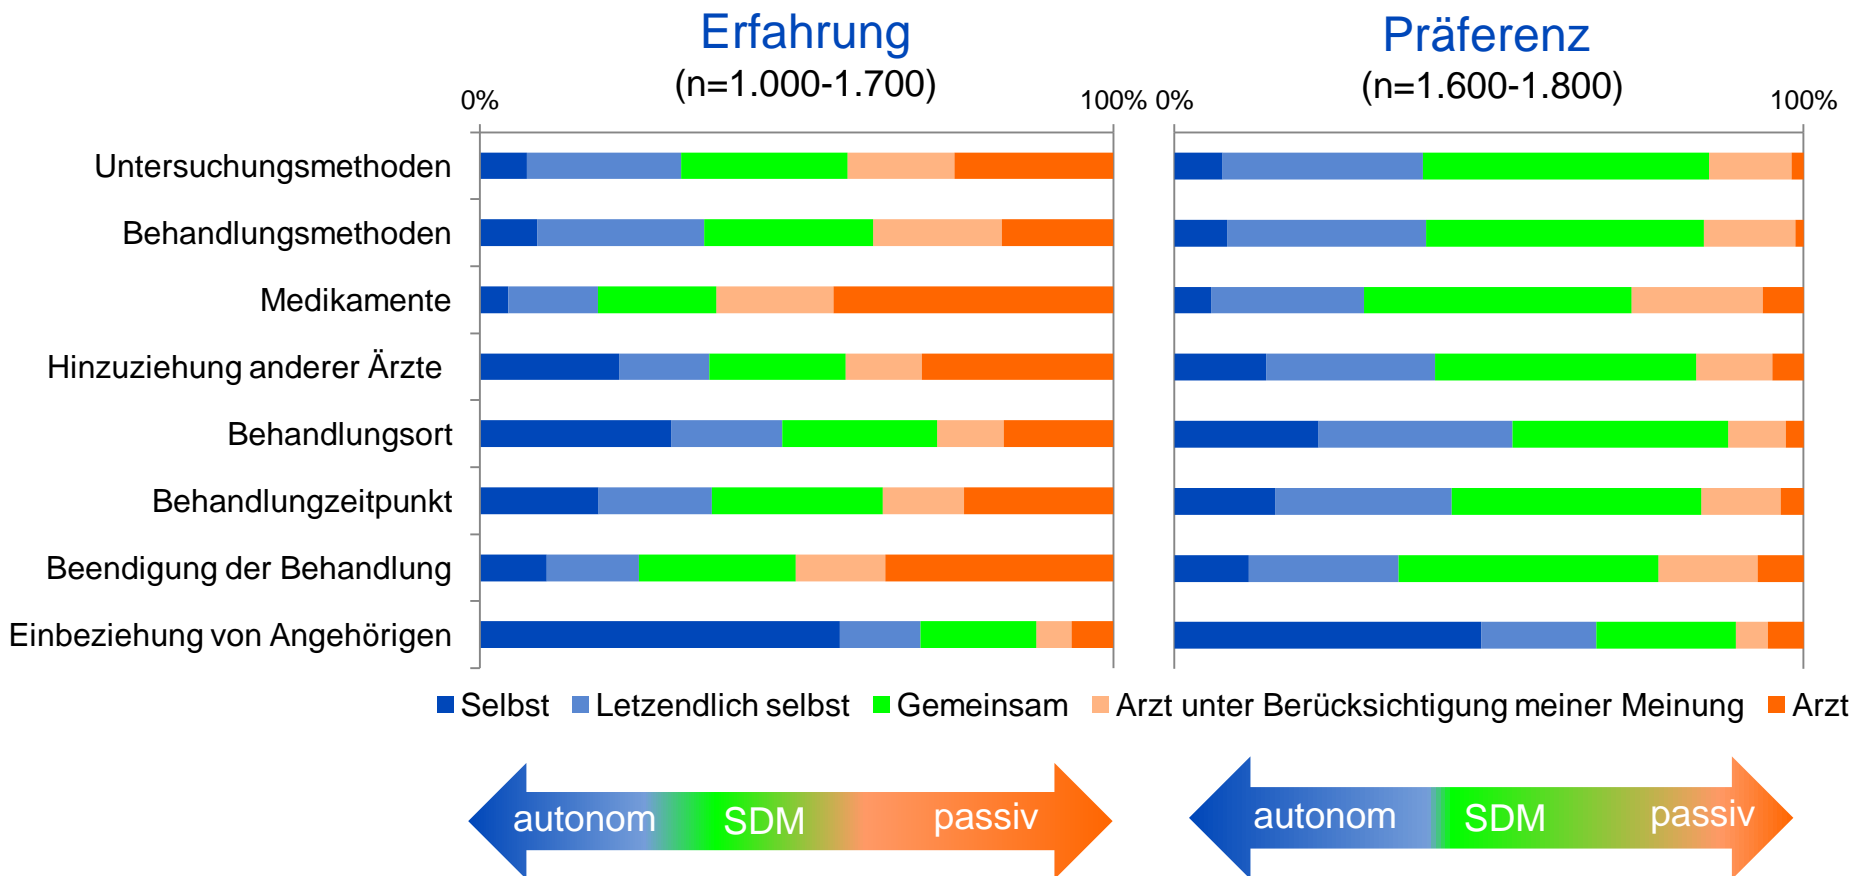 Erfahrung
(n=1.000-1.700)
Präferenz
(n=1.600-1.800)
0%
100%
0%
100%
Untersuchungsmethoden
Behandlungsmethoden
Medikamente
Hinzuziehung anderer Ärzte
Behandlungsort
Behandlungzeitpunkt
Beendigung der Behandlung
Einbeziehung von Angehörigen
Selbst Letzendlich selbst Gemeinsam Arzt unter Berücksichtigung meiner Meinung Arzt
autonom SDM passiv
autonom SDM passiv